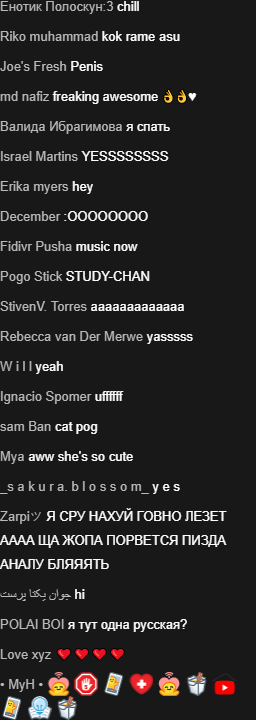 Енотик Полоскун:3 chill
Riko muhammad kok rame asu
Joe's Fresh Penis
md nafiz freaking awesome 👌👌♥
Валида Ибрагимова я спать
Israel Martins YESSSSSSSS
Erika myers hey
December :OOOOOOOO
Fidivr Pusha music now
Pogo Stick STUDY-CHAN
StivenV. Torres aaaaaaaaaaaaa
Rebecca van Der Merwe yasssss
W i l l yeah
Ignacio Spomer uffffff
sam Ban cat pog
Mya aww she's so cute
_s a k u r a. b l o s s o m_ y e s
Zarpiツ Я СРУ НАХУЙ ГОВНО ЛЕЗЕТ
АААА ЩА ЖОПА ПОРВЕТСЯ ПИЗДА
АНАЛУ БЛЯЯЯТЬ
جوان یکتا پرست hi
POLAI BOI я тут одна русская?
Love xyz ❤❤❤❤
• MyH •